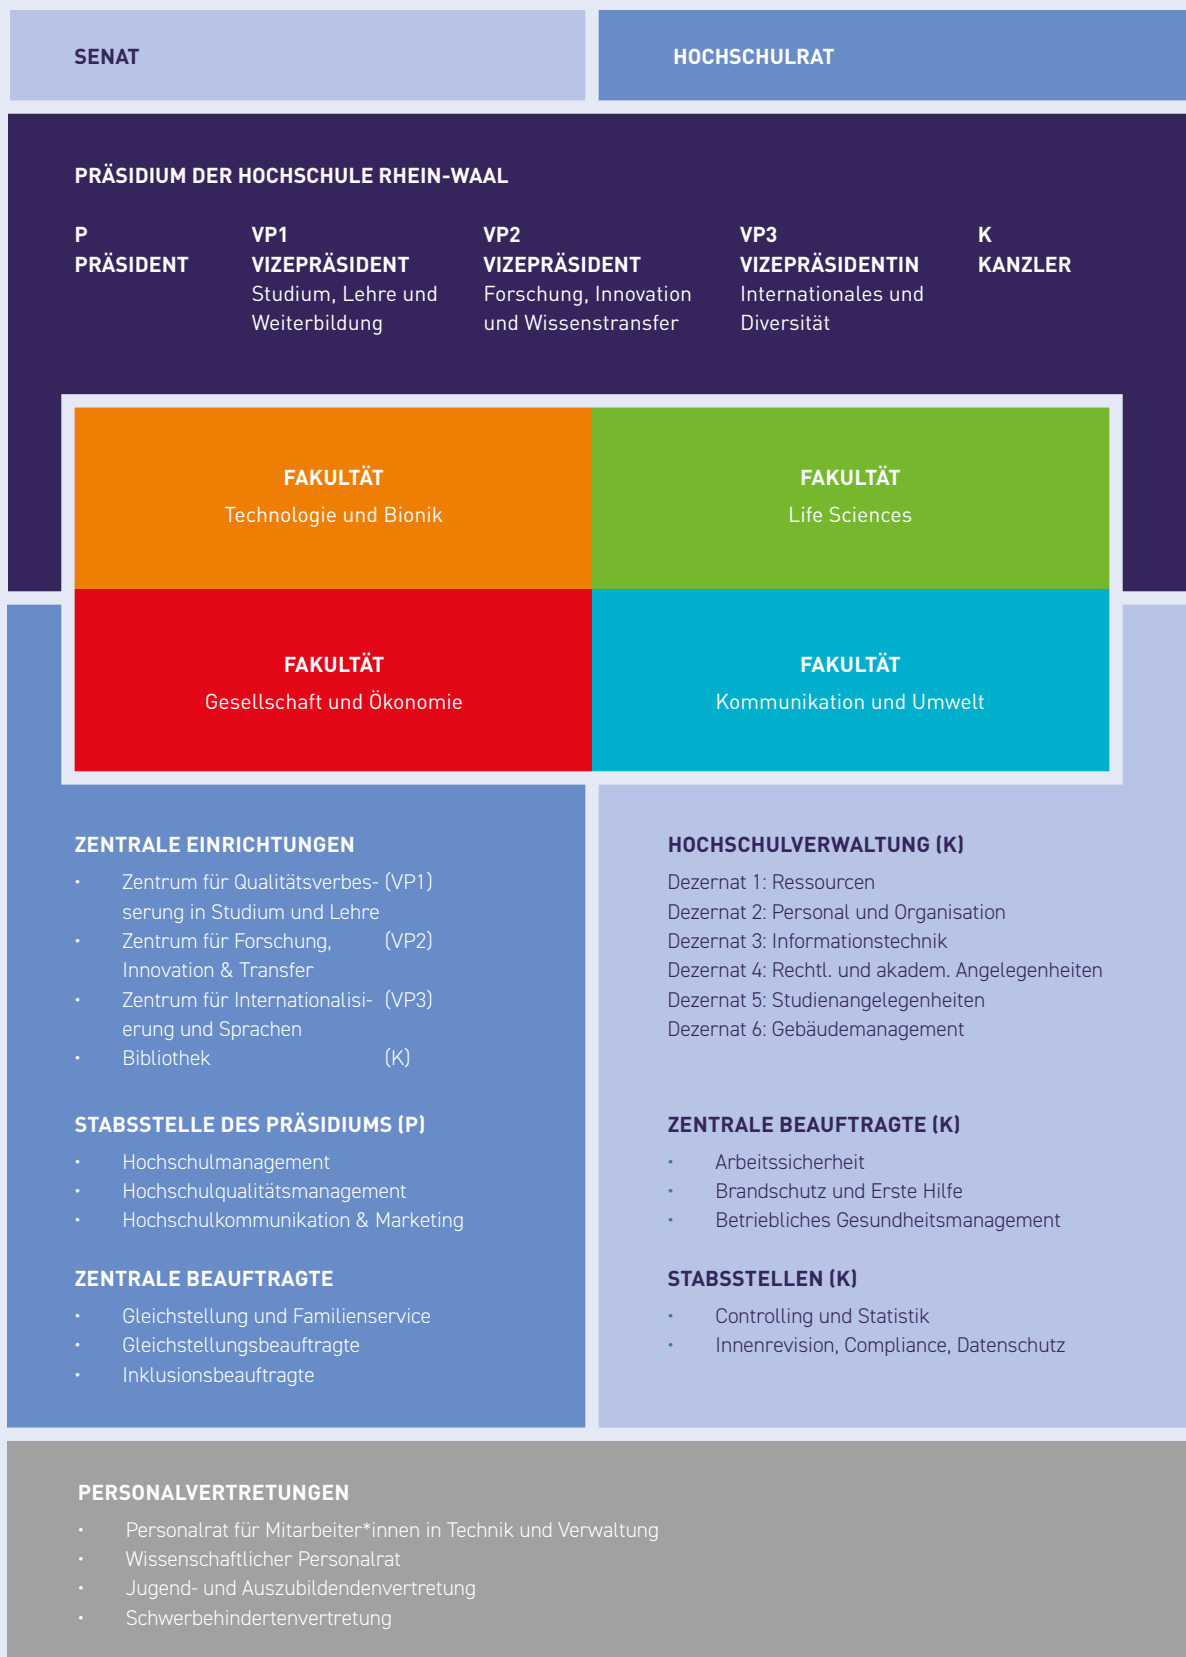 SENAT
HOCHSCHULRAT
PRÄSIDIUM DER HOCHSCHULE RHEIN-WAAL
P
PRÄSIDENT
VP1
VIZEPRÄSIDENT
Studium, Lehre und
Weiterbildung
VP2
VIZEPRÄSIDENT
Forschung, Innovation
und Wissenstransfer
VP3
VIZEPRÄSIDENTIN
Internationales und
Diversität
K
KANZLER
FAKULTÄT
Technologie und Bionik
FAKULTÄT
Life Sciences
FAKULTÄT
Gesellschaft und Ökonomie
FAKULTÄT
Kommunikation und Umwelt
ZENTRALE EINRICHTUNGEN
• Zentrum für Qualitätsverbes- (VP1)
serung in Studium und Lehre
• Zentrum für Forschung, (VP2)
Innovation & Transfer
• Zentrum für Internationalisi- (VP3)
erung und Sprachen
• Bibliothek (K)
STABSSTELLE DES PRÄSIDIUMS (P)
• Hochschulmanagement
• Hochschulqualitätsmanagement
• Hochschulkommunikation & Marketing
ZENTRALE BEAUFTRAGTE
• Gleichstellung und Familienservice
• Gleichstellungsbeauftragte
• Inklusionsbeauftragte
HOCHSCHULVERWALTUNG (K)
Dezernat 1: Ressourcen
Dezernat 2: Personal und Organisation
Dezernat 3: Informationstechnik
Dezernat 4: Rechtl. und akadem. Angelegenheiten
Dezernat 5: Studienangelegenheiten
Dezernat 6: Gebäudemanagement
ZENTRALE BEAUFTRAGTE (K)
• Arbeitssicherheit
• Brandschutz und Erste Hilfe
• Betriebliches Gesundheitsmanagement
STABSSTELLEN (K)
• Controlling und Statistik
• Innenrevision, Compliance, Datenschutz
PERSONALVERTRETUNGEN
• Personalrat für Mitarbeiter*innen in Technik und Verwaltung
• Wissenschaftlicher Personalrat
• Jugend- und Auszubildendenvertretung
• Schwerbehindertenvertretung